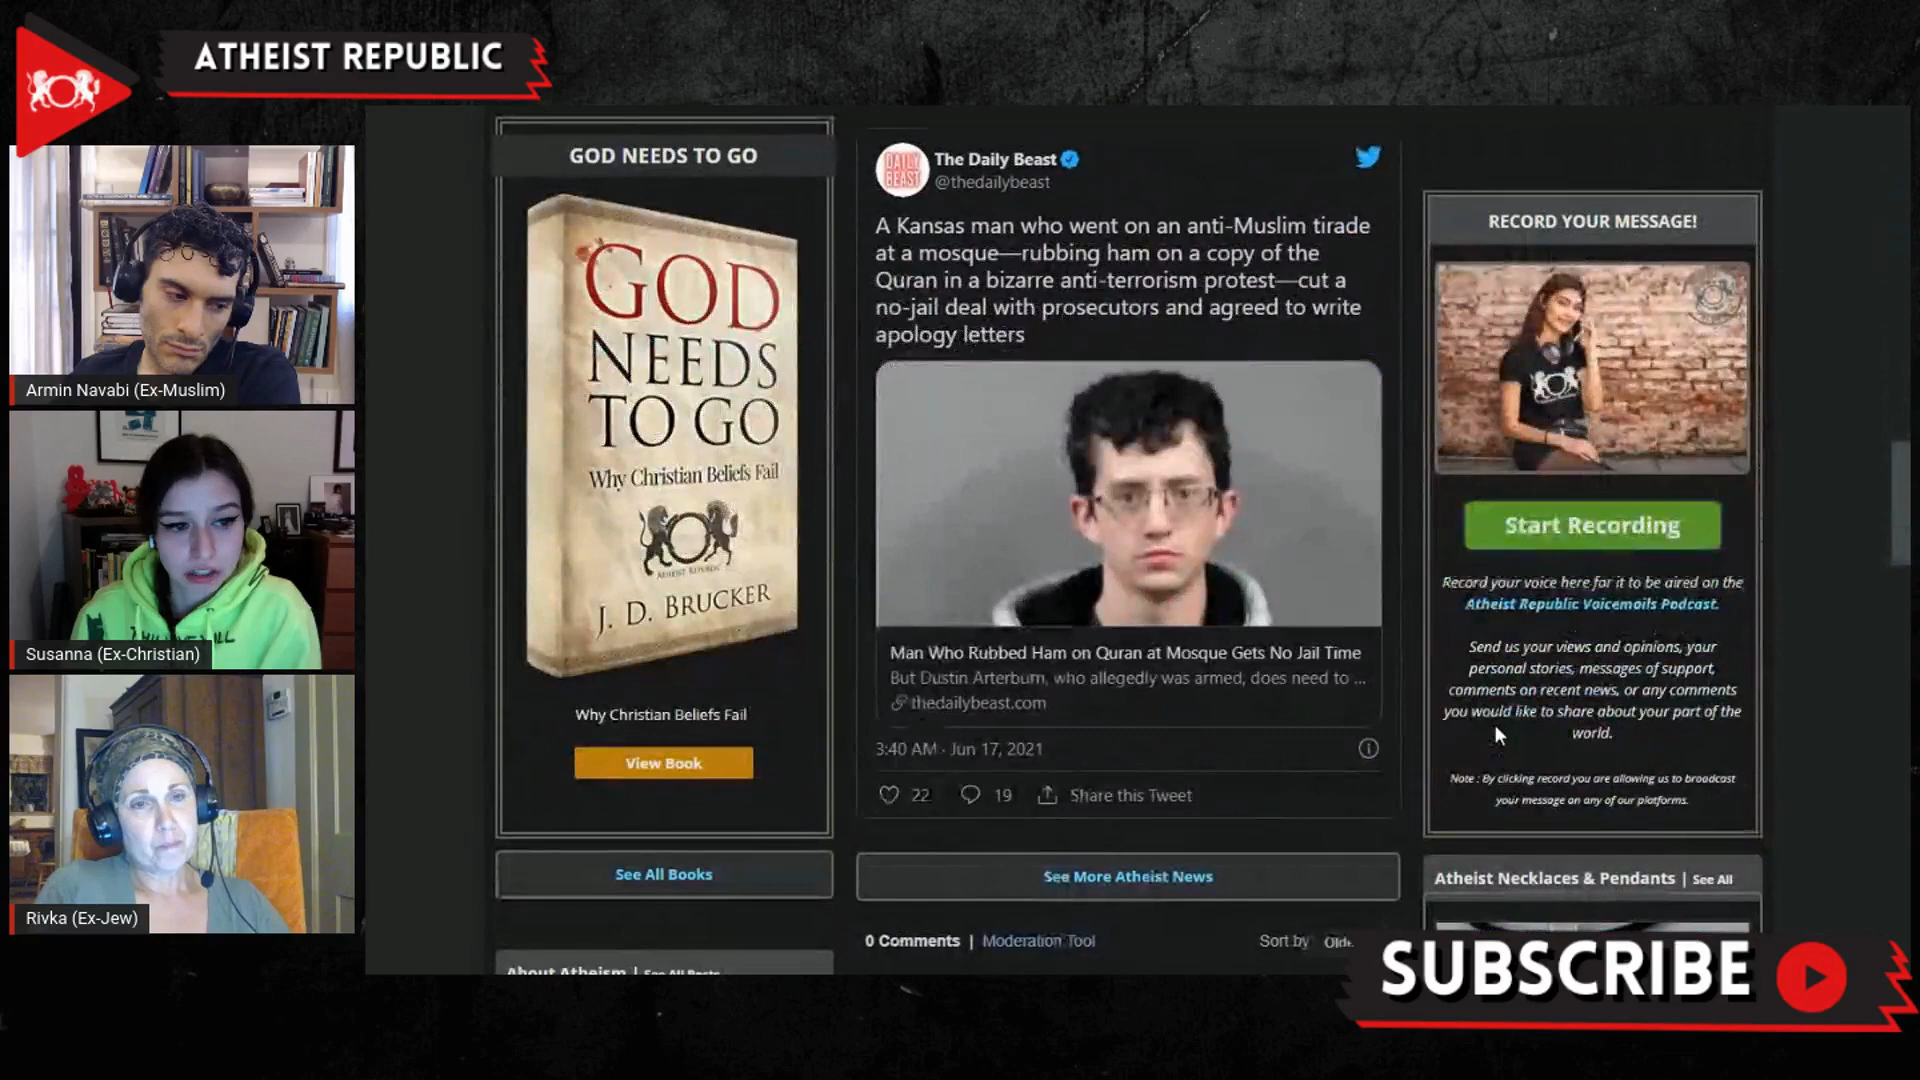 ATHEIST REPUBLIC
Armin Navabi (Ex-Muslim)
Susanna (Ex-Christian)
Rivka (Ex-Jew)
GOD NEEDS TO GO
GOD
NEEDS
TO GO
Why Christian Beliefs Fail
ATHEIST REPUBLIC
J. D. BRUCKER
Why Christian Beliefs Fail
View Book
See All Books
About Atheism | See All Posts
DAILY
BEAST
The Daily Beast
@thedailybeast
A Kansas man who went on an anti-Muslim tirade
at a mosque—rubbing ham on a copy of the
Quran in a bizarre anti-terrorism protest—cut a
no-jail deal with prosecutors and agreed to write
apology letters
Man Who Rubbed Ham on Quran at Mosque Gets No Jail Time
But Dustin Arterburn, who allegedly was armed, does need to ...
thedailybeast.com
3:40 AM · Jun 17, 2021
22
19
Share this Tweet
See More Atheist News
0 Comments | Moderation Tool
Sort by
RECORD YOUR MESSAGE!
Start Recording
Record your voice here for it to be aired on the
Atheist Republic Voicemails Podcast.
Send us your views and opinions, your
personal stories, messages of support,
comments on recent news, or any comments
you would like to share about your part of the
world.
Note : By clicking record you are allowing us to broadcast
your message on any of our platforms.
Atheist Necklaces & Pendants | See All
SUBSCRIBE